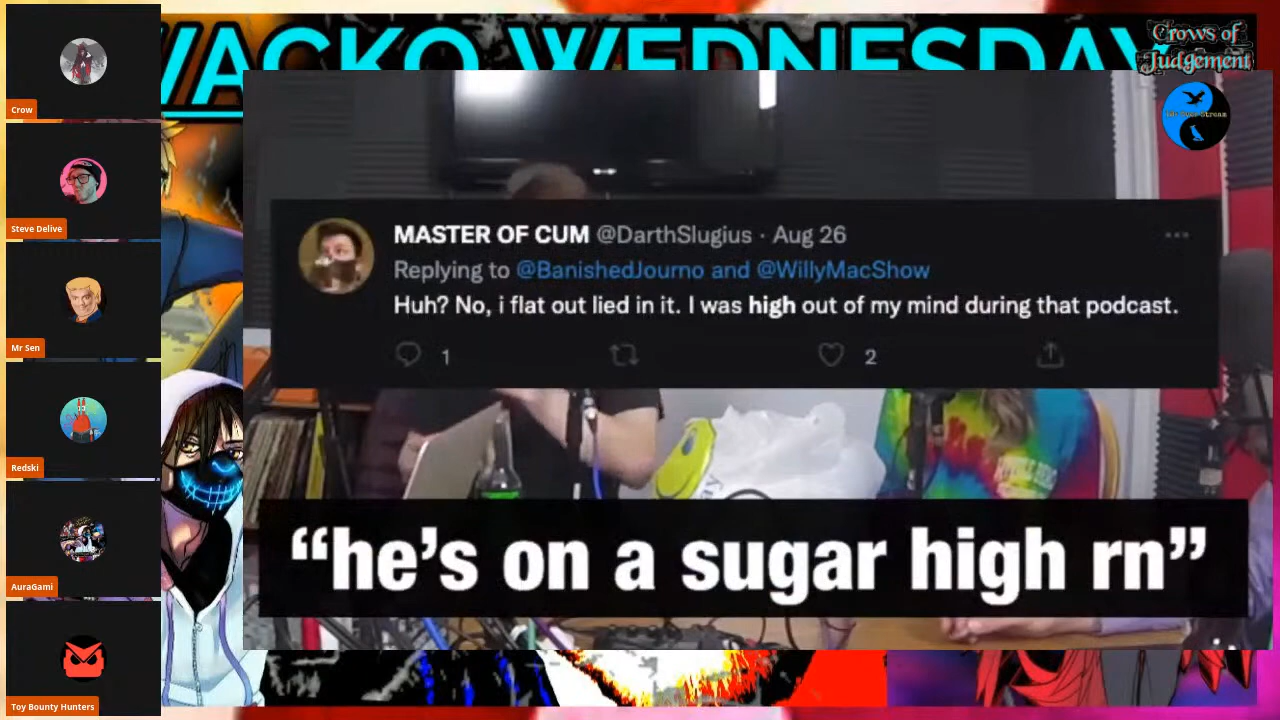 WACKO WEDNESDAY
Crows of
Judgement
Crow
Steve Delive
Mr Sen
Redski
AuraGami
Toy Bounty Hunters
MASTER OF CUM @DarthSlugius · Aug 26
Replying to @BanishedJourno and @WillyMacShow
Huh? No, i flat out lied in it. I was high out of my mind during that podcast.
1
2
“he’s on a sugar high rn”